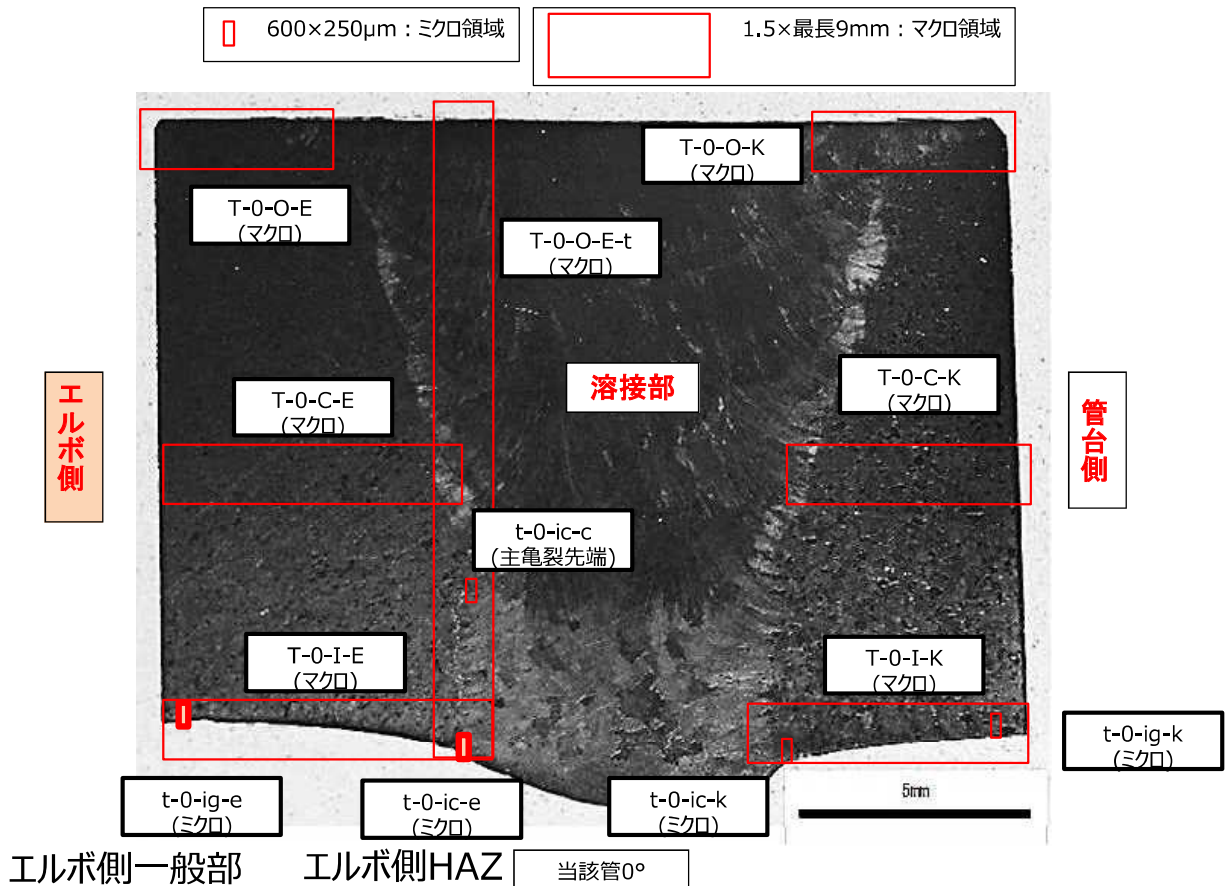 600×250μm：ミクロ領域
1.5×最長9mm：マクロ領域
T-0-O-K
(マクロ)
T-0-O-E
(マクロ)
T-0-O-E-t
(マクロ)
溶接部
T-0-C-E
(マクロ)
T-0-C-K
(マクロ)
エルボ側
管台側
t-0-ic-c
(主亀裂先端)
T-0-I-E
(マクロ)
T-0-I-K
(マクロ)
t-0-ig-k
(ミクロ)
t-0-ig-e
(ミクロ)
t-0-ic-e
(ミクロ)
t-0-ic-k
(ミクロ)
5mm
エルボ側一般部
エルボ側HAZ
当該管0°